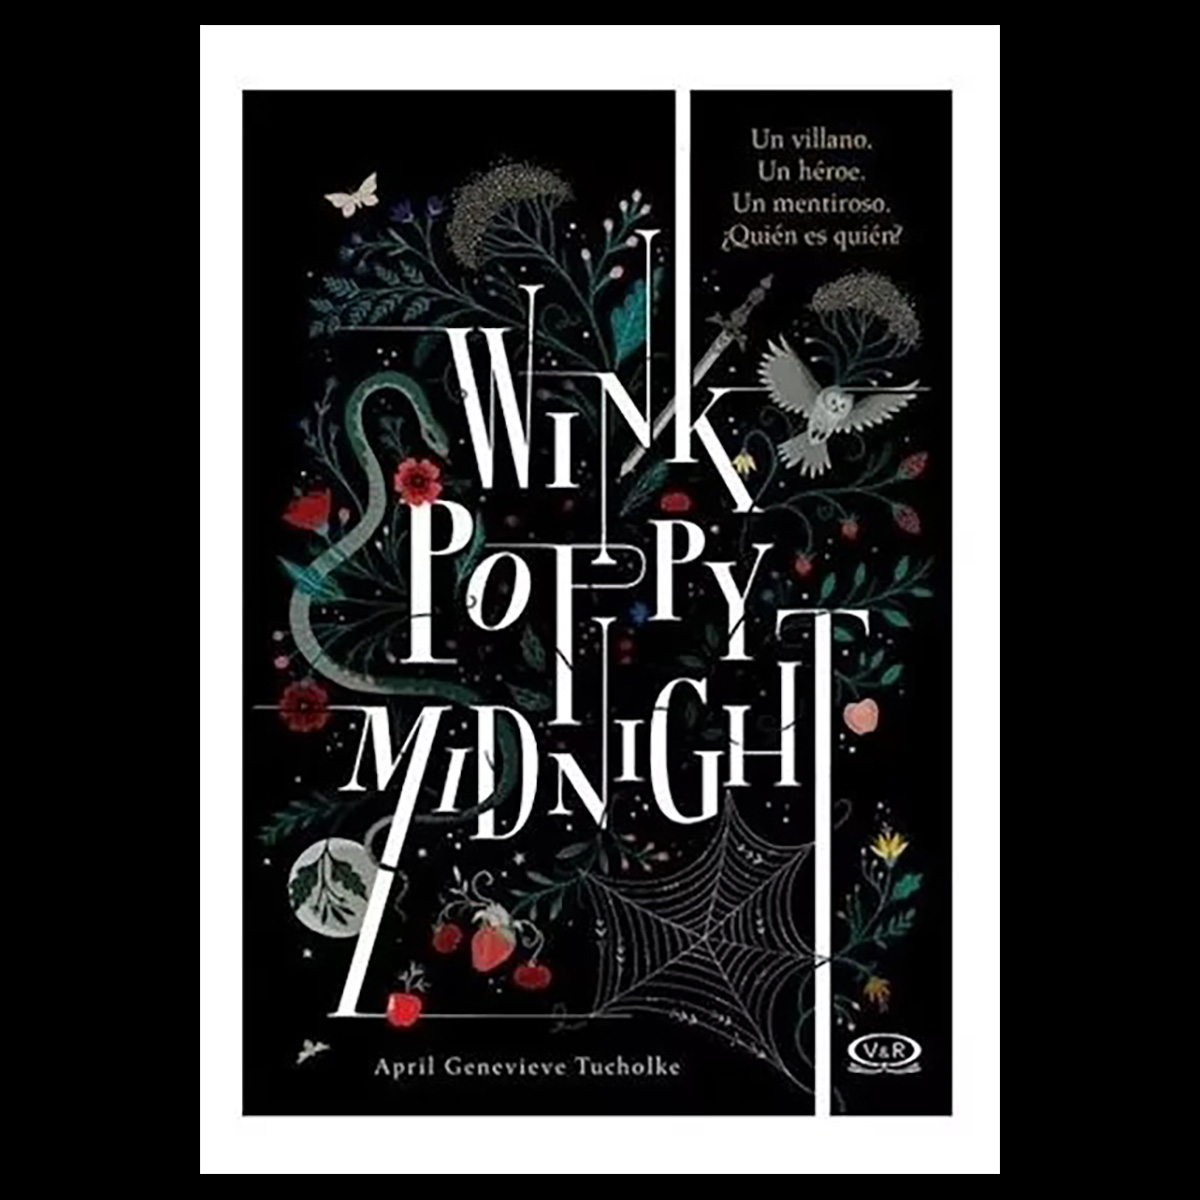 Un villano.
Un héroe.
Un mentiroso.
¿Quién es quién?
WINK
POPPY
MIDNIGHT
April Genevieve Tucholke
V&R